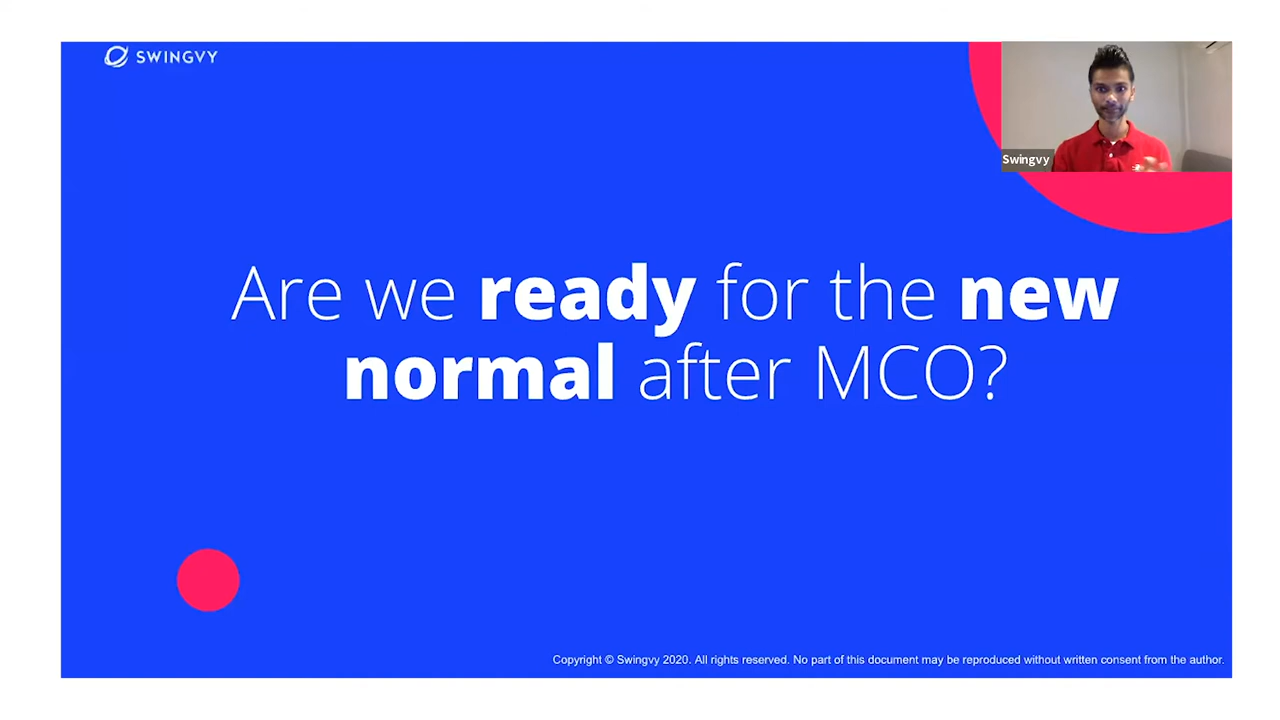 SWINGVY
Swingvy
Are we ready for the new
normal after MCO?
Copyright © Swingvy 2020. All rights reserved. No part of this document may be reproduced without written consent from the author.